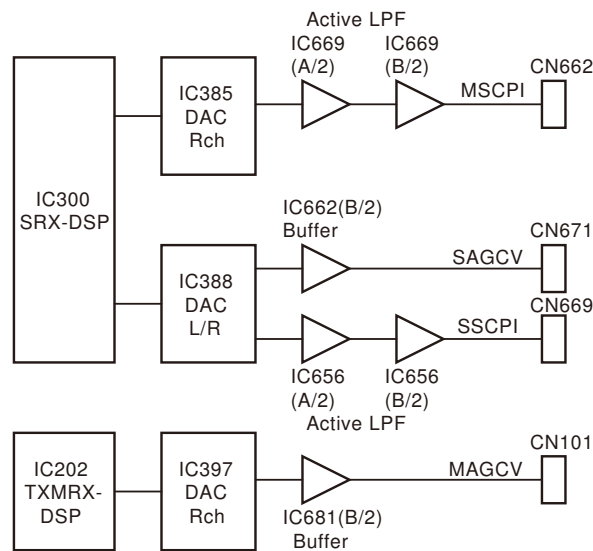 Active LPF
IC669
(A/2)
IC669
(B/2)
CN662
MSCPI
IC385
DAC
Rch
IC300
SRX-DSP
IC662(B/2)
Buffer
CN671
SAGCV
IC388
DAC
L/R
CN669
SSCPI
IC656
(A/2)
IC656
(B/2)
Active LPF
IC202
TXMRX-
DSP
IC397
DAC
Rch
CN101
MAGCV
IC681(B/2)
Buffer